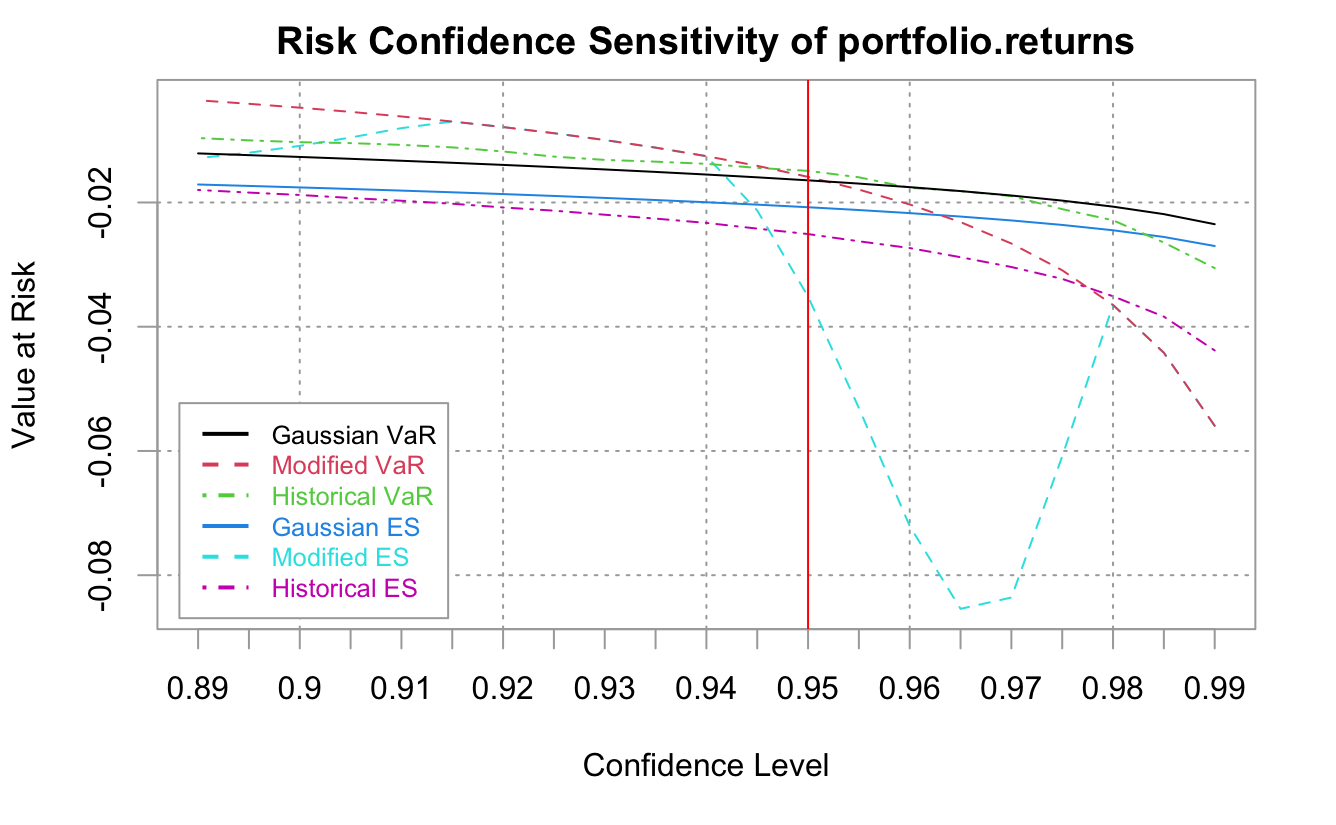 Risk Confidence Sensitivity of portfolio.returns
Value at Risk
-0.02
-0.04
-0.06
-0.08
Gaussian VaR
Modified VaR
Historical VaR
Gaussian ES
Modified ES
Historical ES
0.89 0.9 0.91 0.92 0.93 0.94 0.95 0.96 0.97 0.98 0.99
Confidence Level